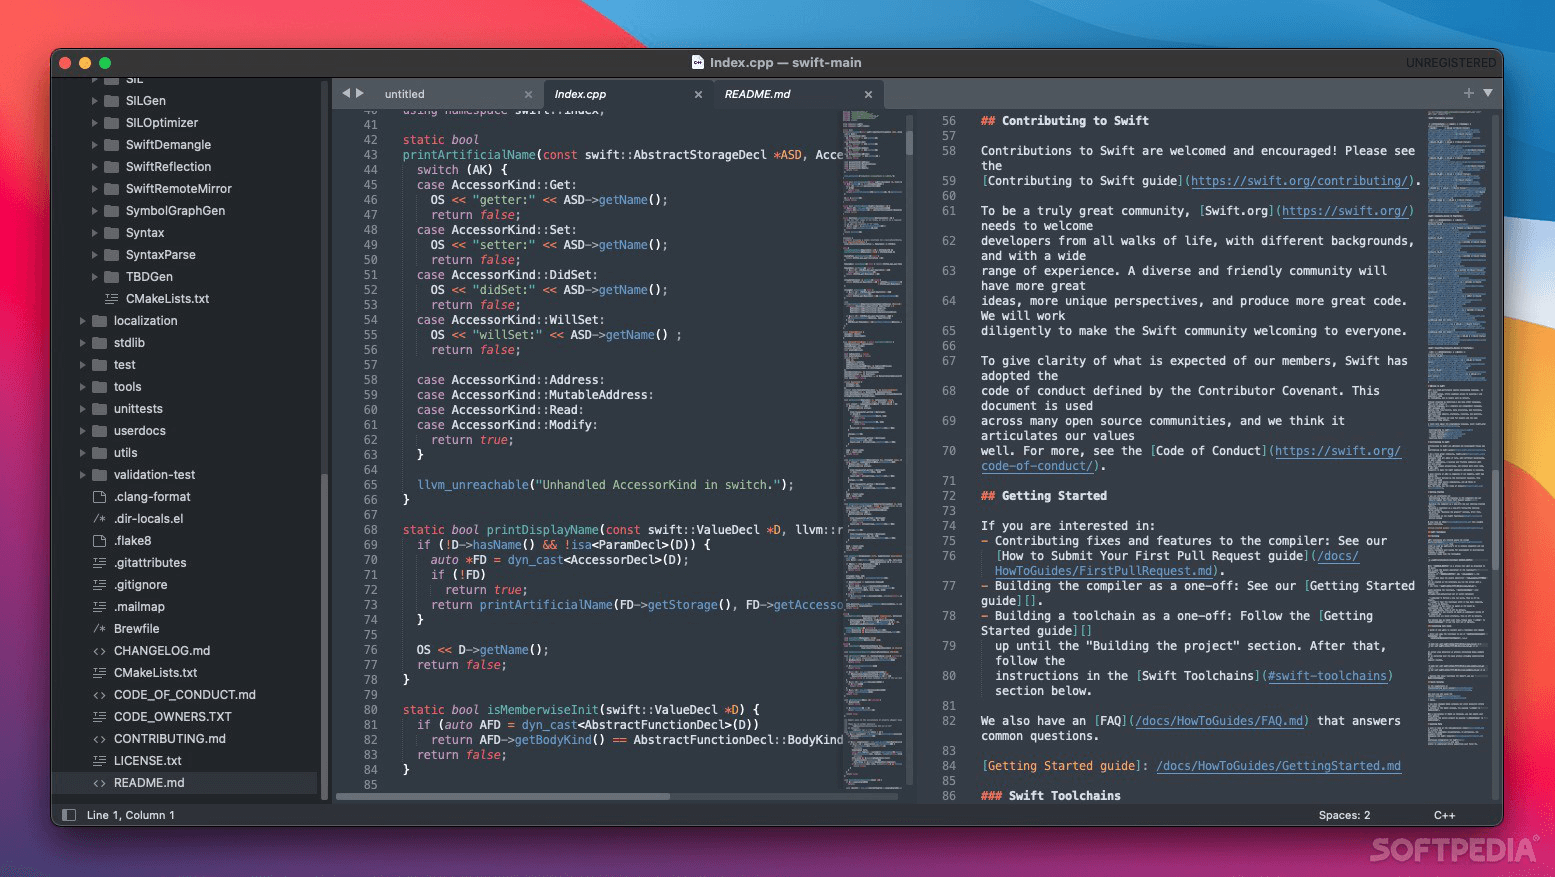 Index.cpp — swift-main
UNREGISTERED
SIL
SILGen
SILOptimizer
SwiftDemangle
SwiftReflection
SwiftRemoteMirror
SymbolGraphGen
Syntax
SyntaxParse
TBDGen
CMakeLists.txt
localization
stdlib
test
tools
unittests
userdocs
utils
validation-test
.clang-format
.dir-locals.el
.flake8
.gitattributes
.gitignore
.mailmap
Brewfile
CHANGELOG.md
CMakeLists.txt
CODE_OF_CONDUCT.md
CODE_OWNERS.TXT
CONTRIBUTING.md
LICENSE.txt
README.md
untitled
Index.cpp
README.md
40 using namespace swift::index;
41
42 static bool
43 printArtificialName(const swift::AbstractStorageDecl *ASD, Acce
44 switch (AK) {
45 case AccessorKind::Get:
46 OS << "getter:" << ASD->getName();
47 return false;
48 case AccessorKind::Set:
49 OS << "setter:" << ASD->getName();
50 return false;
51 case AccessorKind::DidSet:
52 OS << "didSet:" << ASD->getName();
53 return false;
54 case AccessorKind::WillSet:
55 OS << "willSet:" << ASD->getName() ;
56 return false;
57
58 case AccessorKind::Address:
59 case AccessorKind::MutableAddress:
60 case AccessorKind::Read:
61 case AccessorKind::Modify:
62 return true;
63 }
64
65 llvm_unreachable("Unhandled AccessorKind in switch.");
66 }
67
68 static bool printDisplayName(const swift::ValueDecl *D, llvm::r
69 if (!D->hasName() && !isa<ParamDecl>(D)) {
70 auto *FD = dyn_cast<AccessorDecl>(D);
71 if (!FD)
72 return true;
73 return printArtificialName(FD->getStorage(), FD->getAccesso
74 }
75
76 OS << D->getName();
77 return false;
78 }
79
80 static bool isMemberwiseInit(swift::ValueDecl *D) {
81 if (auto AFD = dyn_cast<AbstractFunctionDecl>(D))
82 return AFD->getBodyKind() == AbstractFunctionDecl::BodyKind
83 return false;
84 }
85
56 ## Contributing to Swift
57
58 Contributions to Swift are welcomed and encouraged! Please see
the
59 [Contributing to Swift guide](https://swift.org/contributing/).
60
61 To be a truly great community, [Swift.org](https://swift.org/)
needs to welcome
62 developers from all walks of life, with different backgrounds,
and with a wide
63 range of experience. A diverse and friendly community will
have more great
64 ideas, more unique perspectives, and produce more great code.
We will work
65 diligently to make the Swift community welcoming to everyone.
66
67 To give clarity of what is expected of our members, Swift has
adopted the
68 code of conduct defined by the Contributor Covenant. This
document is used
69 across many open source communities, and we think it
articulates our values
70 well. For more, see the [Code of Conduct](https://swift.org/
code-of-conduct/).
71
72 ## Getting Started
73
74 If you are interested in:
75 - Contributing fixes and features to the compiler: See our
76 [How to Submit Your First Pull Request guide](/docs/
HowToGuides/FirstPullRequest.md).
77 - Building the compiler as a one-off: See our [Getting Started
guide][].
78 - Building a toolchain as a one-off: Follow the [Getting
Started guide][]
79 up until the "Building the project" section. After that,
follow the
80 instructions in the [Swift Toolchains](#swift-toolchains)
section below.
81
82 We also have an [FAQ](/docs/HowToGuides/FAQ.md) that answers
common questions.
83
84 [Getting Started guide]: /docs/HowToGuides/GettingStarted.md
85
86 ### Swift Toolchains
Line 1, Column 1
Spaces: 2
C++
SOFTPEDIA